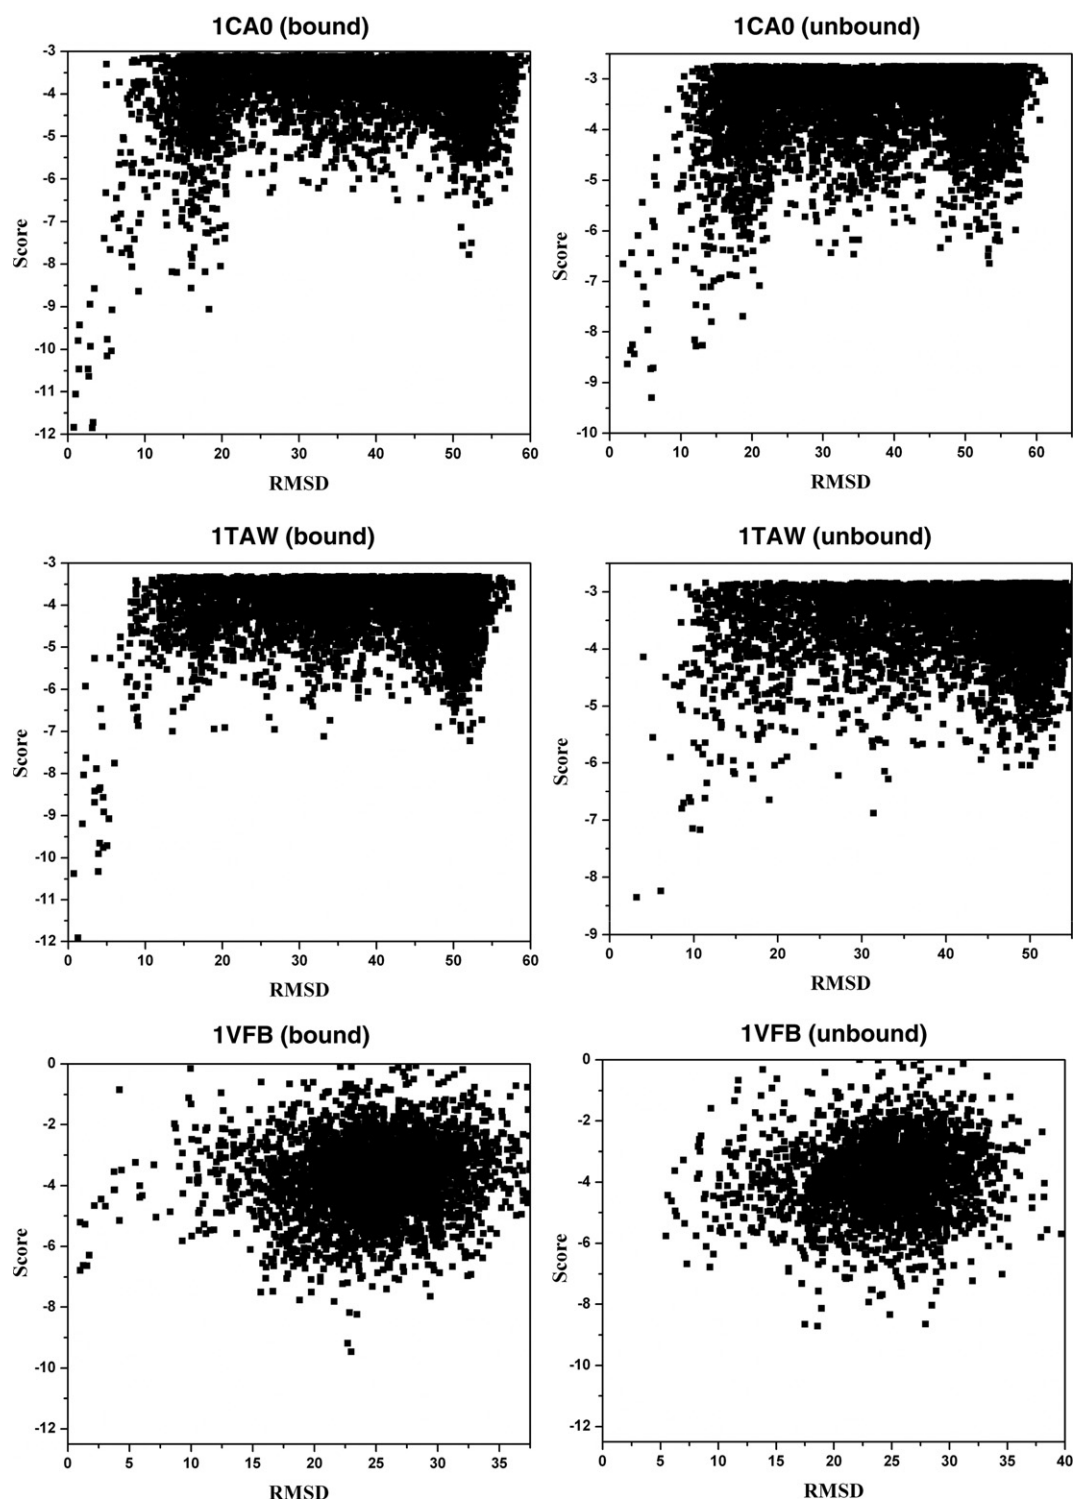 1CA0 (bound)
-3
-4
-5
-6
-7
-8
-9
-10
-11
-12
0 10 20 30 40 50 60
Score
RMSD
1CA0 (unbound)
-3
-4
-5
-6
-7
-8
-9
-10
0 10 20 30 40 50 60
Score
RMSD
1TAW (bound)
-3
-4
-5
-6
-7
-8
-9
-10
-11
-12
0 10 20 30 40 50 60
Score
RMSD
1TAW (unbound)
-3
-4
-5
-6
-7
-8
-9
0 10 20 30 40 50
Score
RMSD
1VFB (bound)
0
-2
-4
-6
-8
-10
-12
0 5 10 15 20 25 30 35
Score
RMSD
1VFB (unbound)
0
-2
-4
-6
-8
-10
-12
0 5 10 15 20 25 30 35 40
Score
RMSD